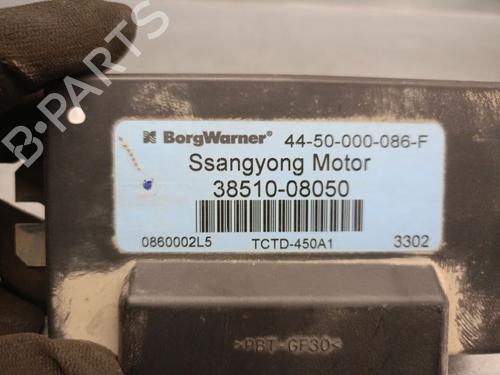 BorgWarner 44-50-000-086-F
Ssangyong Motor
38510-08050
0860002L5 TCTD-450A1 3302
>PBT-GF30<
B-PARTS